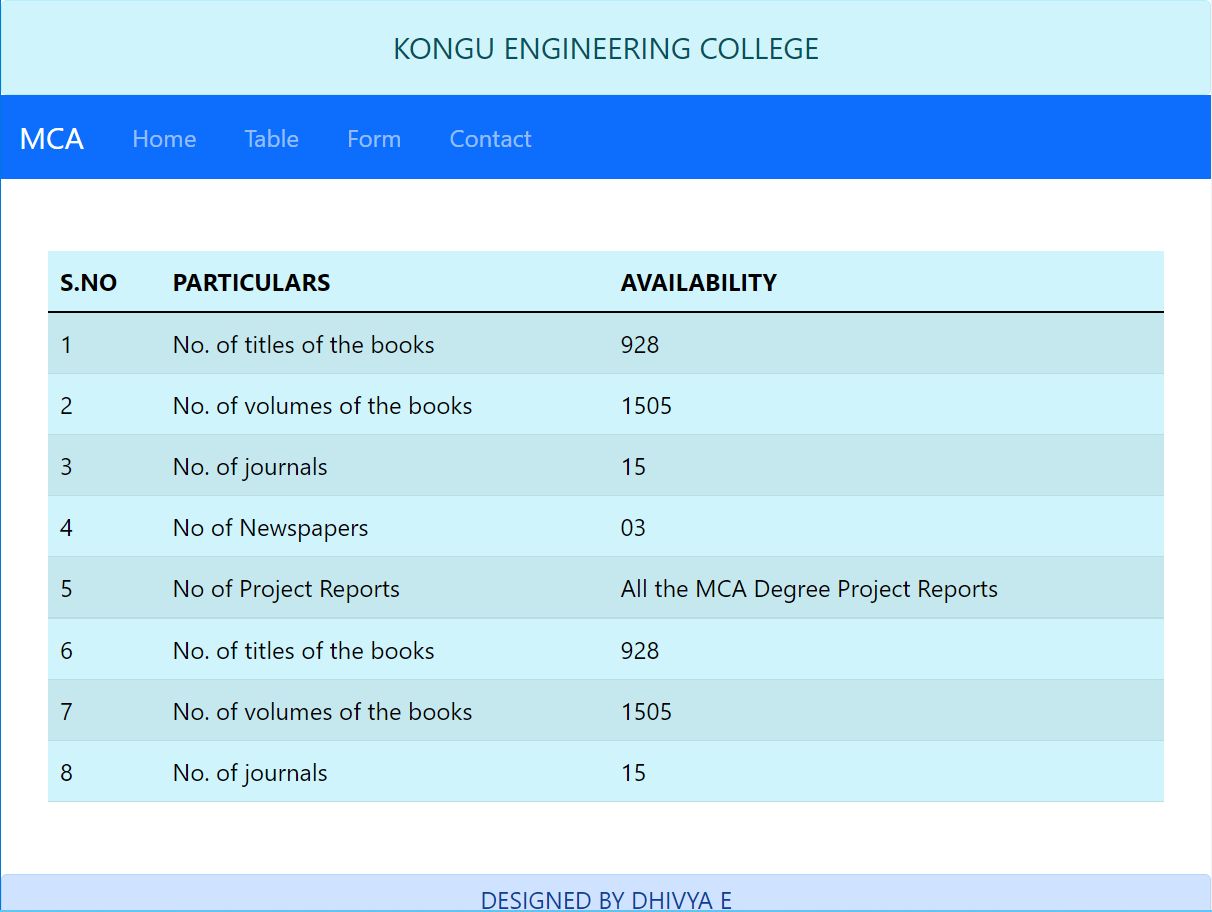 KONGU ENGINEERING COLLEGE
MCA Home Table Form Contact
S.NO PARTICULARS AVAILABILITY
1 No. of titles of the books 928
2 No. of volumes of the books 1505
3 No. of journals 15
4 No of Newspapers 03
5 No of Project Reports All the MCA Degree Project Reports
6 No. of titles of the books 928
7 No. of volumes of the books 1505
8 No. of journals 15
DESIGNED BY DHIVYA E